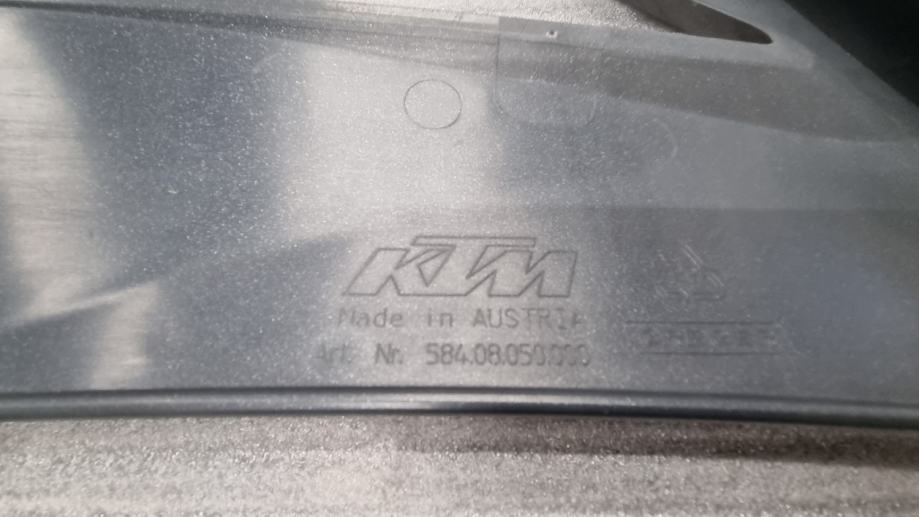 KTM
Made in AUSTRIA
Art. Nr. 584.08.050.000